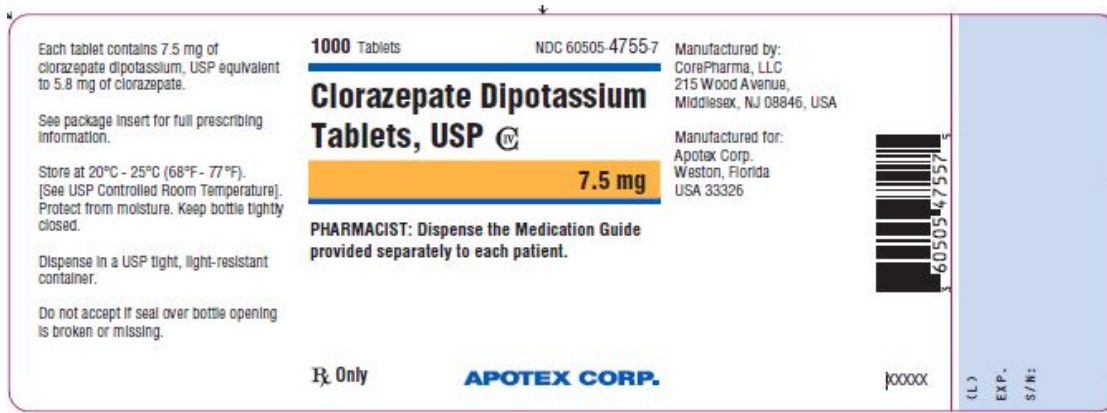 Each tablet contains 7.5 mg of
clorazepate dipotassium, USP equivalent
to 5.8 mg of clorazepate.
See package insert for full prescribing
information.
Store at 20°C - 25°C (68°F - 77°F).
[See USP Controlled Room Temperature].
Protect from moisture. Keep bottle tightly
closed.
Dispense in a USP tight, light-resistant
container.
Do not accept if seal over bottle opening
is broken or missing.
1000 Tablets NDC 60505-4755-7
Clorazepate Dipotassium
Tablets, USP CIV
7.5 mg
PHARMACIST: Dispense the Medication Guide
provided separately to each patient.
Rx Only APOTEX CORP.
Manufactured by:
CorePharma, LLC
215 Wood Avenue,
Middlesex, NJ 08846, USA
Manufactured for:
Apotex Corp.
Weston, Florida
USA 33326
3 60505 47557 5
XXXXX
(L)
EXP.
S/N: